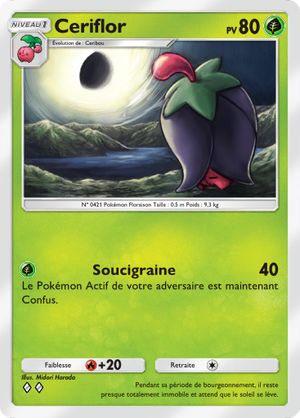 NIVEAU 1
Ceriflor
PV 80
Évolution de : Ceribou
N° 0421 Pokémon Floraison Taille : 0.5 m Poids : 9,3 kg
Soucigraine 40
Le Pokémon Actif de votre adversaire est maintenant
Confus.
Faiblesse +20 Retraite
Illus. Midori Harada
Pendant sa période de bourgeonnement, il reste
presque totalement immobile et attend que le soleil se lève.